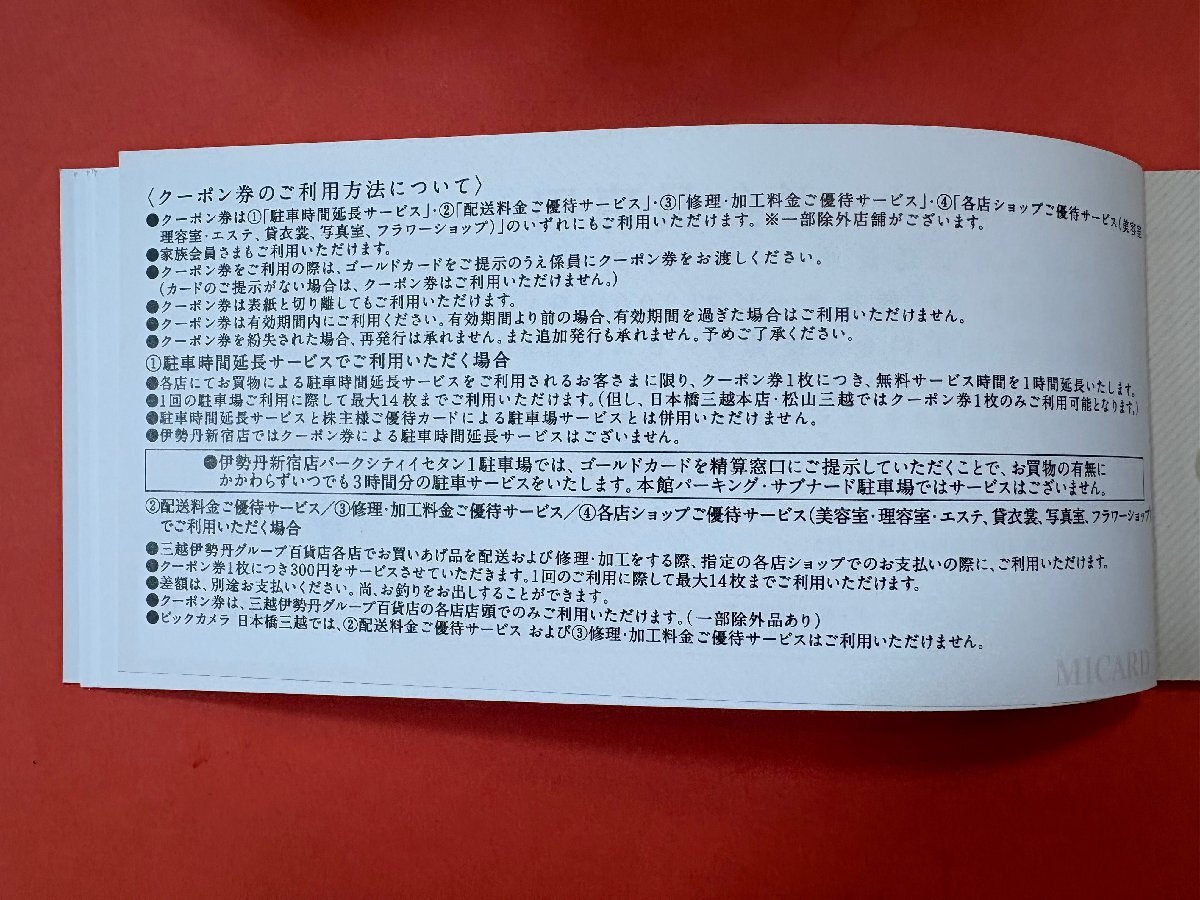 〈クーポン券のご利用方法について〉
●クーポン券は①「駐車時間延長サービス」・②「配送料金ご優待サービス」・③「修理・加工料金ご優待サービス」・④「各店ショップご優待サービス(美容室・
理容室・エステ、貸衣裳、写真室、フラワーショップ)」のいずれにもご利用いただけます。※一部除外店舗がございます。
●家族会員さまもご利用いただけます。
●クーポン券をご利用の際は、ゴールドカードをご提示のうえ係員にクーポン券をお渡しください。
(カードのご提示がない場合は、クーポン券はご利用いただけません。)
●クーポン券は表紙と切り離してもご利用いただけます。
●クーポン券は有効期間内にご利用ください。有効期間より前の場合、有効期間を過ぎた場合はご利用いただけません。
●クーポン券を紛失された場合、再発行は承れません。また追加発行も承れません。予めご了承ください。
①駐車時間延長サービスでご利用いただく場合
●各店にてお買物による駐車時間延長サービスをご利用されるお客さまに限り、クーポン券1枚につき、無料サービス時間を1時間延長いたします。
●1回の駐車場ご利用に際して最大14枚までご利用いただけます。(但し、日本橋三越本店・松山三越ではクーポン券1枚のみご利用可能となります。)
●駐車時間延長サービスと株主様ご優待カードによる駐車場サービスとは併用いただけません。
●伊勢丹新宿店ではクーポン券による駐車時間延長サービスはございません。
●伊勢丹新宿店パークシティイセタン1駐車場では、ゴールドカードを精算窓口にご提示していただくことで、お買物の有無に
かかわらずいつでも3時間分の駐車サービスをいたします。本館パーキング・サブナード駐車場ではサービスはございません。
②配送料金ご優待サービス/③修理・加工料金ご優待サービス/④各店ショップご優待サービス(美容室・理容室・エステ、貸衣裳、写真室、フラワーショップ)
でご利用いただく場合
●三越伊勢丹グループ百貨店各店でお買いあげ品を配送および修理・加工をする際、指定の各店ショップでのお支払いの際に、ご利用いただけます。
●クーポン券1枚につき300円をサービスさせていただきます。1回のご利用に際して最大14枚までご利用いただけます。
●差額は、別途お支払いください。尚、お釣りをお出しすることができます。
●クーポン券は、三越伊勢丹グループ百貨店の各店店頭でのみご利用いただけます。(一部除外品あり)
●ビックカメラ 日本橋三越では、②配送料金ご優待サービス および③修理・加工料金ご優待サービスはご利用いただけません。
MICARD